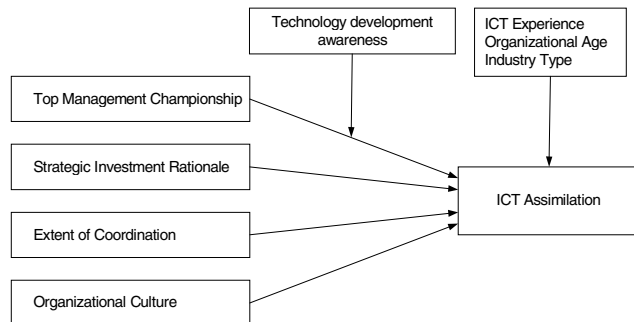 Technology development
awareness
ICT Experience
Organizational Age
Industry Type
Top Management Championship
Strategic Investment Rationale
ICT Assimilation
Extent of Coordination
Organizational Culture